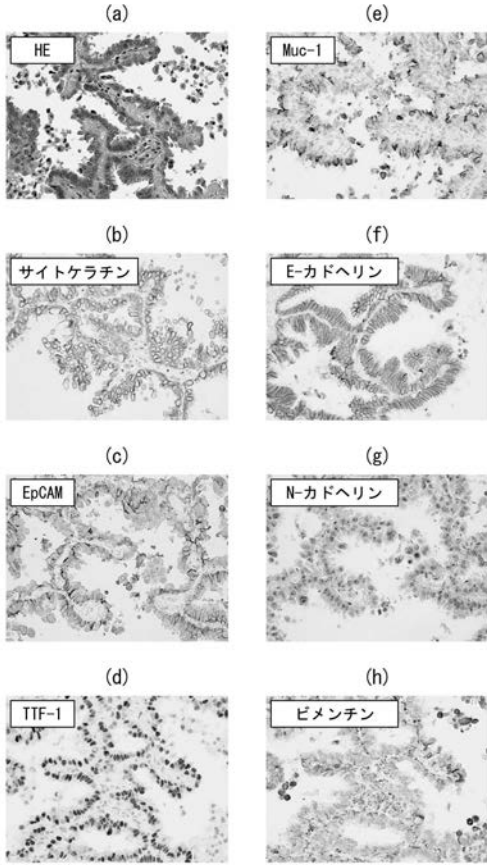 (a)
HE
(b)
サイトケラチン
(c)
EpCAM
(d)
TTF-1
(e)
Muc-1
(f)
E-カドヘリン
(g)
N-カドヘリン
(h)
ビメンチン